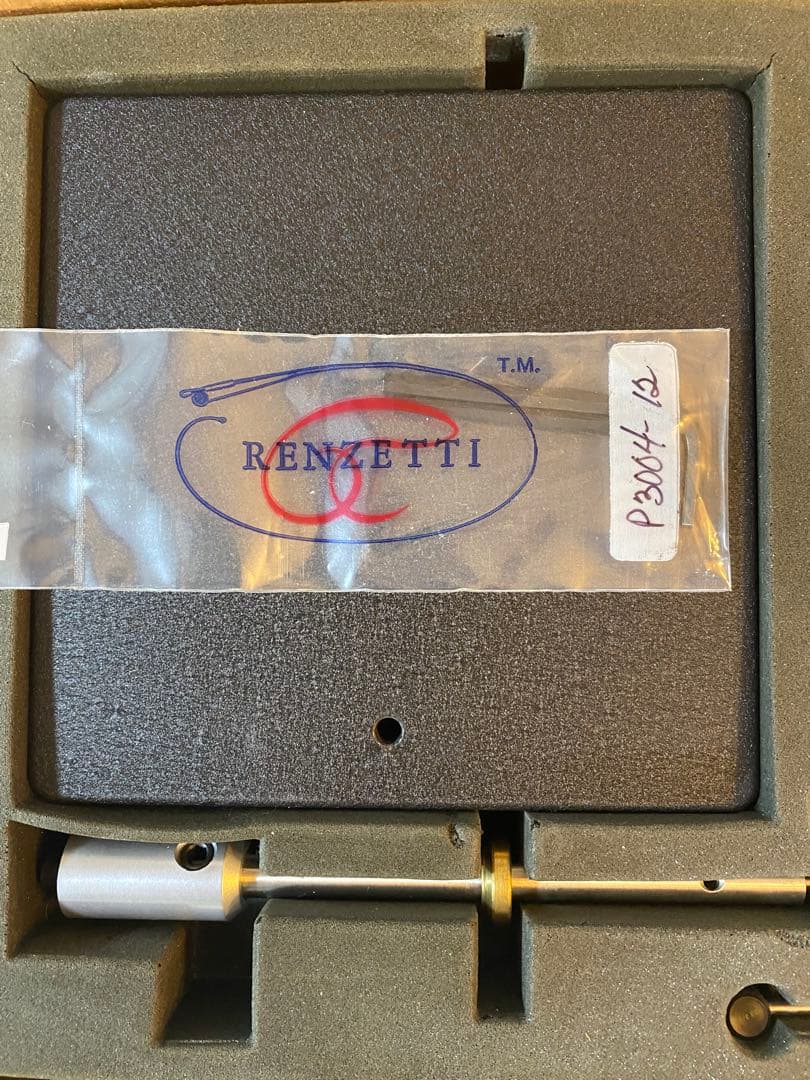 T.M.
RENZETTI
P3004-12